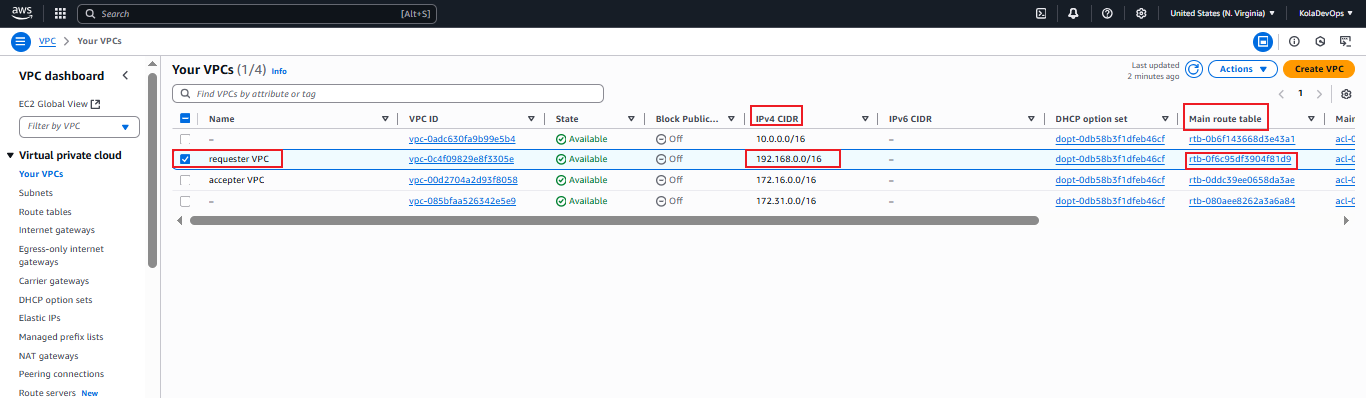 aws Search [Alt+S] United States (N. Virginia) KolaDevOps
VPC > Your VPCs
VPC dashboard
EC2 Global View
Filter by VPC
Virtual private cloud
Your VPCs
Subnets
Route tables
Internet gateways
Egress-only internet
gateways
Carrier gateways
DHCP option sets
Elastic IPs
Managed prefix lists
NAT gateways
Peering connections
Route servers New
Your VPCs (1/4) Info
Last updated
2 minutes ago
Actions
Create VPC
Find VPCs by attribute or tag
1
Name VPC ID State Block Public... IPv4 CIDR IPv6 CIDR DHCP option set Main route table Main
– vpc-0adc630fa9b99e5b4 Available Off 10.0.0.0/16 – dopt-0db58b3f1dfeb46cf rtb-0b6f143668d3e43a1 acl-0
requester VPC vpc-0c4f09829e8f3305e Available Off 192.168.0.0/16 – dopt-0db58b3f1dfeb46cf rtb-0f6c95df3904f81d9 acl-0
accepter VPC vpc-00d2704a2d93f8058 Available Off 172.16.0.0/16 – dopt-0db58b3f1dfeb46cf rtb-0ddc39ee0658da3ae acl-0
– vpc-085bfaa526342e5e9 Available Off 172.31.0.0/16 – dopt-0db58b3f1dfeb46cf rtb-080aee8262a3a6a84 acl-0